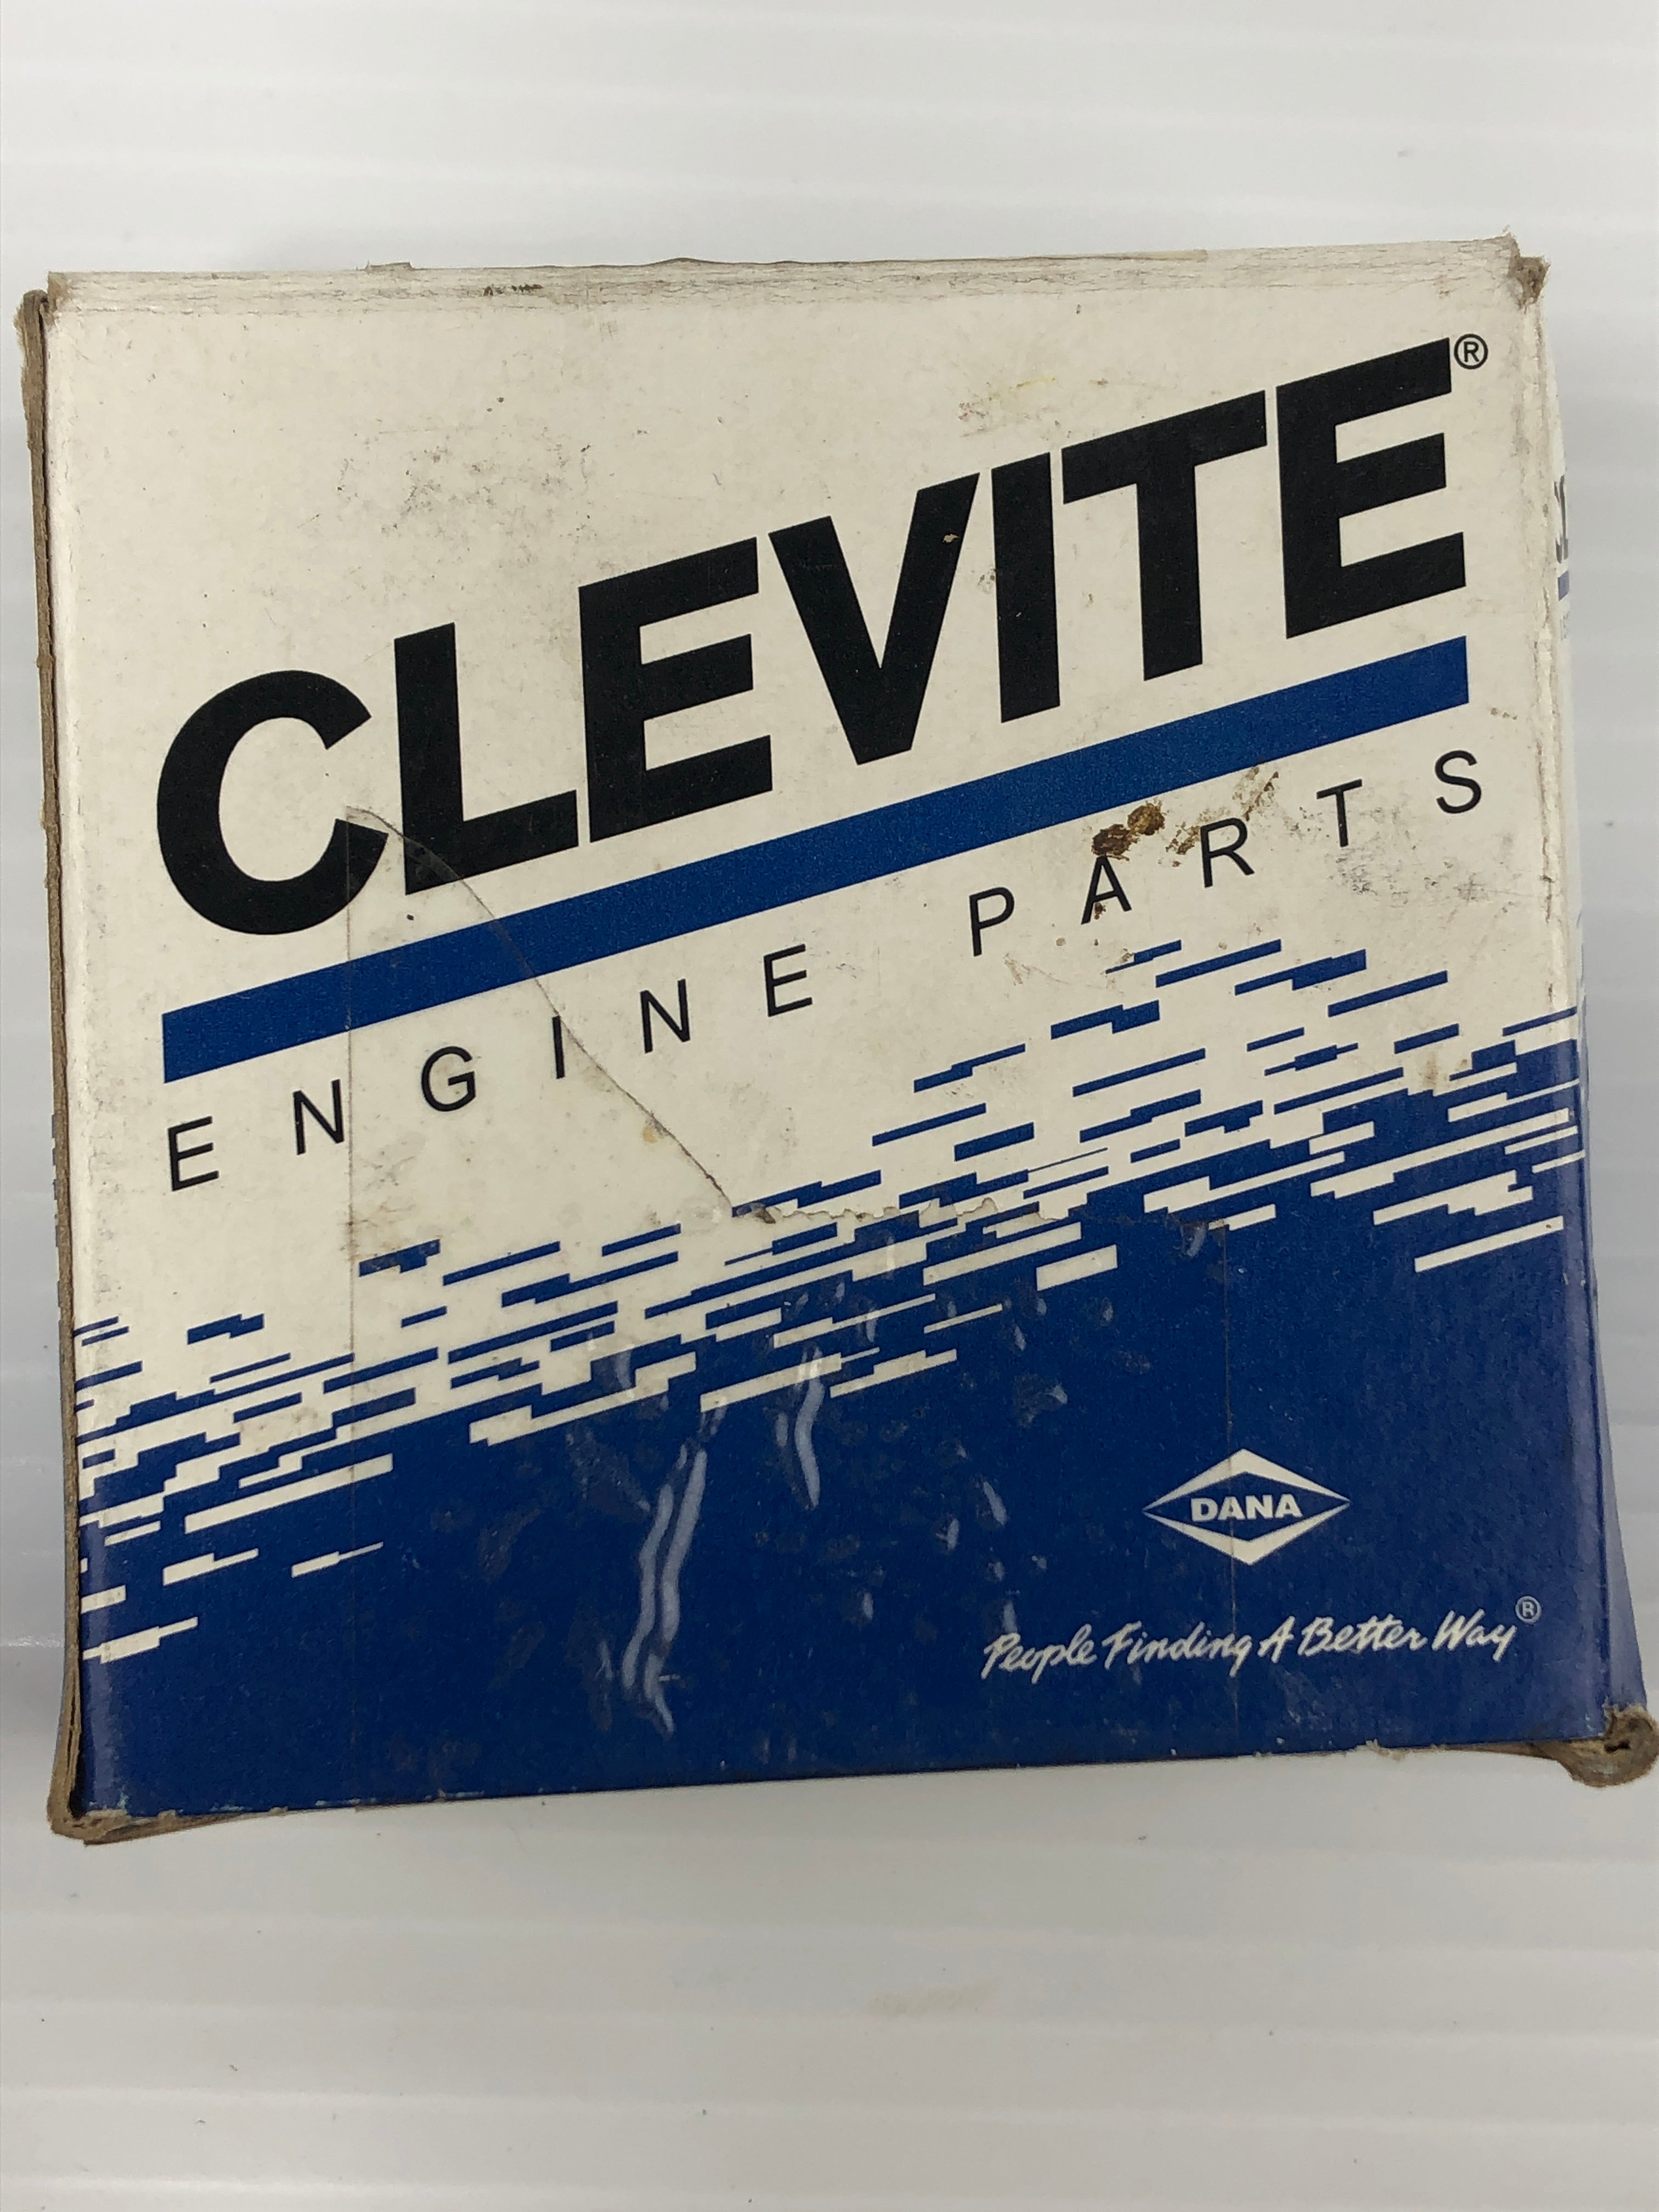 CLEVITE®
ENGINE PARTS
DANA
People Finding A Better Way®